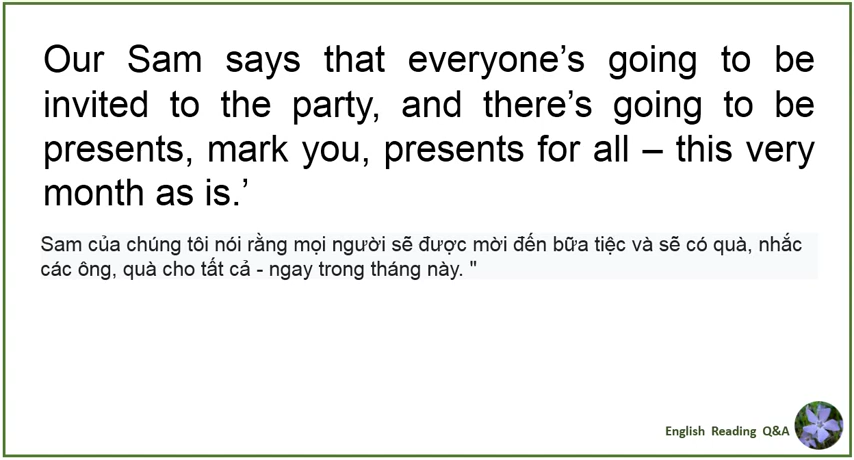 Our Sam says that everyone’s going to be
invited to the party, and there’s going to be
presents, mark you, presents for all – this very
month as is.’
Sam của chúng tôi nói rằng mọi người sẽ được mời đến bữa tiệc và sẽ có quà, nhắc
các ông, quà cho tất cả - ngay trong tháng này. "
English Reading Q&A